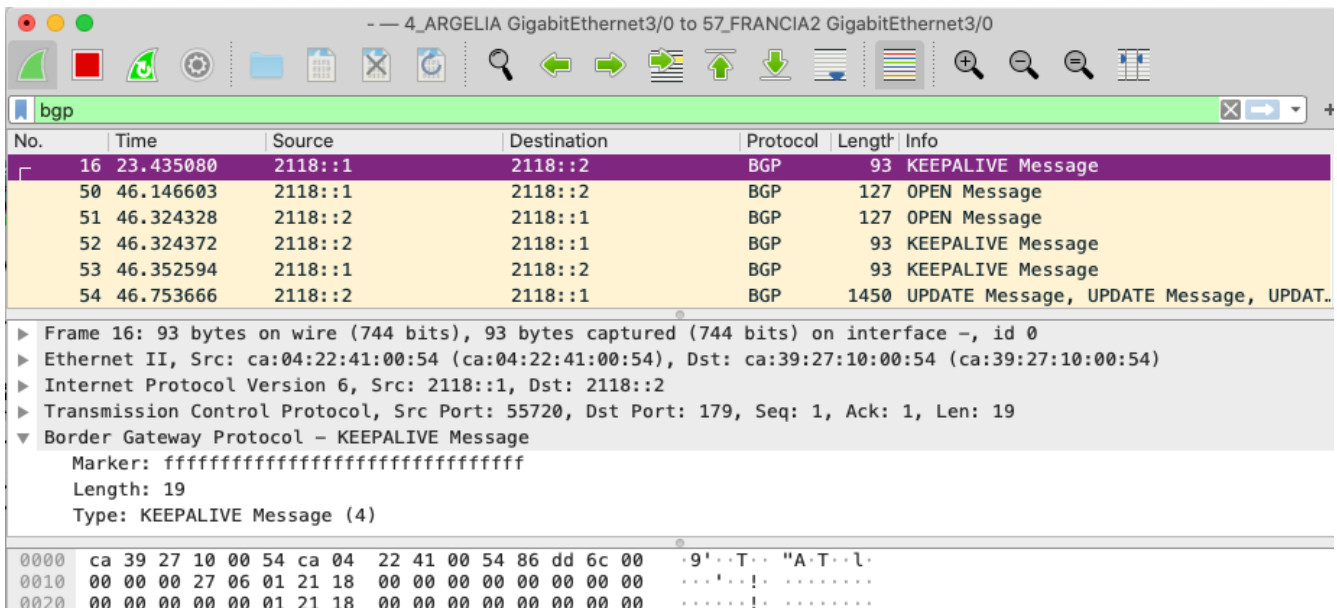 - — 4_ARGELIA GigabitEthernet3/0 to 57_FRANCIA2 GigabitEthernet3/0
bgp
No. Time Source Destination Protocol Length Info
16 23.435080 2118::1 2118::2 BGP 93 KEEPALIVE Message
50 46.146603 2118::1 2118::2 BGP 127 OPEN Message
51 46.324328 2118::2 2118::1 BGP 127 OPEN Message
52 46.324372 2118::2 2118::1 BGP 93 KEEPALIVE Message
53 46.352594 2118::1 2118::2 BGP 93 KEEPALIVE Message
54 46.753666 2118::2 2118::1 BGP 1450 UPDATE Message, UPDATE Message, UPDAT…
Frame 16: 93 bytes on wire (744 bits), 93 bytes captured (744 bits) on interface –, id 0
Ethernet II, Src: ca:04:22:41:00:54 (ca:04:22:41:00:54), Dst: ca:39:27:10:00:54 (ca:39:27:10:00:54)
Internet Protocol Version 6, Src: 2118::1, Dst: 2118::2
Transmission Control Protocol, Src Port: 55720, Dst Port: 179, Seq: 1, Ack: 1, Len: 19
Border Gateway Protocol – KEEPALIVE Message
Marker: ffffffffffffffffffffffffffffffff
Length: 19
Type: KEEPALIVE Message (4)
0000 ca 39 27 10 00 54 ca 04 22 41 00 54 86 dd 6c 00 ·9'··T·· "A·T··l·
0010 00 00 00 27 06 01 21 18 00 00 00 00 00 00 00 00 ···'··!· ········
0020 00 00 00 00 00 01 21 18 00 00 00 00 00 00 00 00 ······!· ········